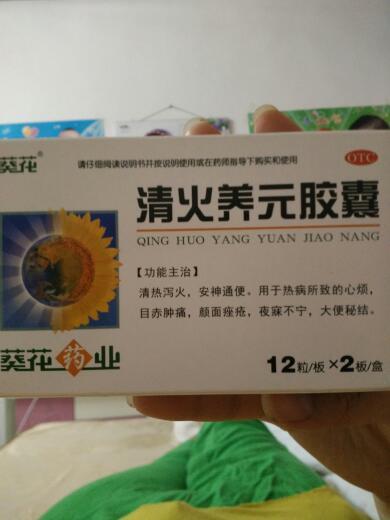 葵花®
请仔细阅读说明书并按说明使用或在药师指导下购买和使用
OTC
清火养元胶囊
QING HUO YANG YUAN JIAO NANG
【功能主治】
清热泻火，安神通便。用于热病所致的心烦，
目赤肿痛，颜面痤疮，夜寐不宁，大便秘结。
葵花药业
12粒/板×2板/盒